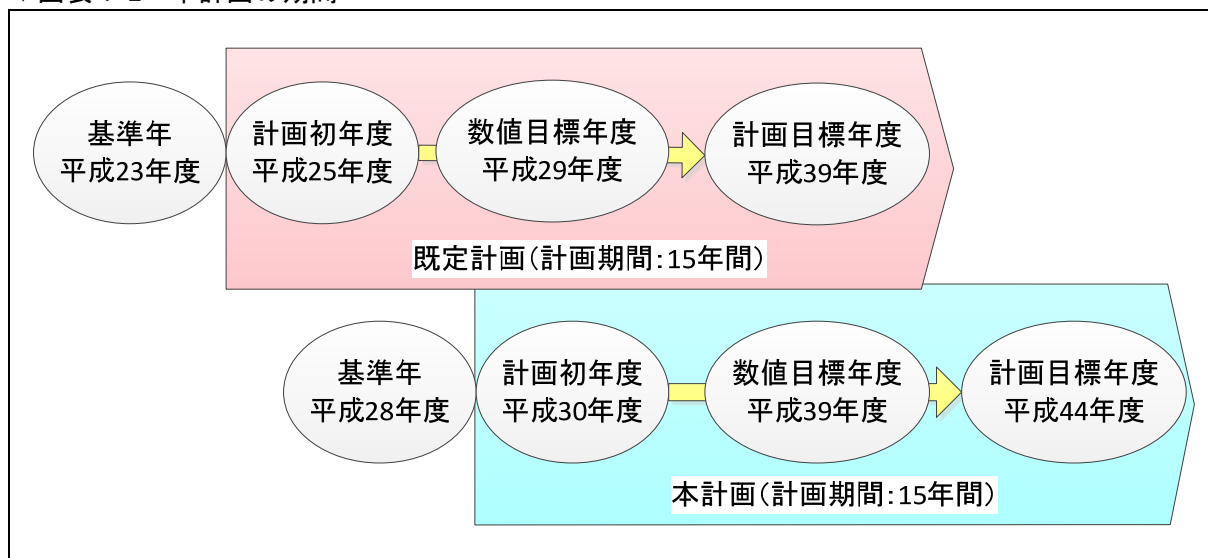 基準年
平成23年度
計画初年度
平成25年度
数値目標年度
平成29年度
計画目標年度
平成39年度
既定計画(計画期間:15年間)
基準年
平成28年度
計画初年度
平成30年度
数値目標年度
平成39年度
計画目標年度
平成44年度
本計画(計画期間:15年間)